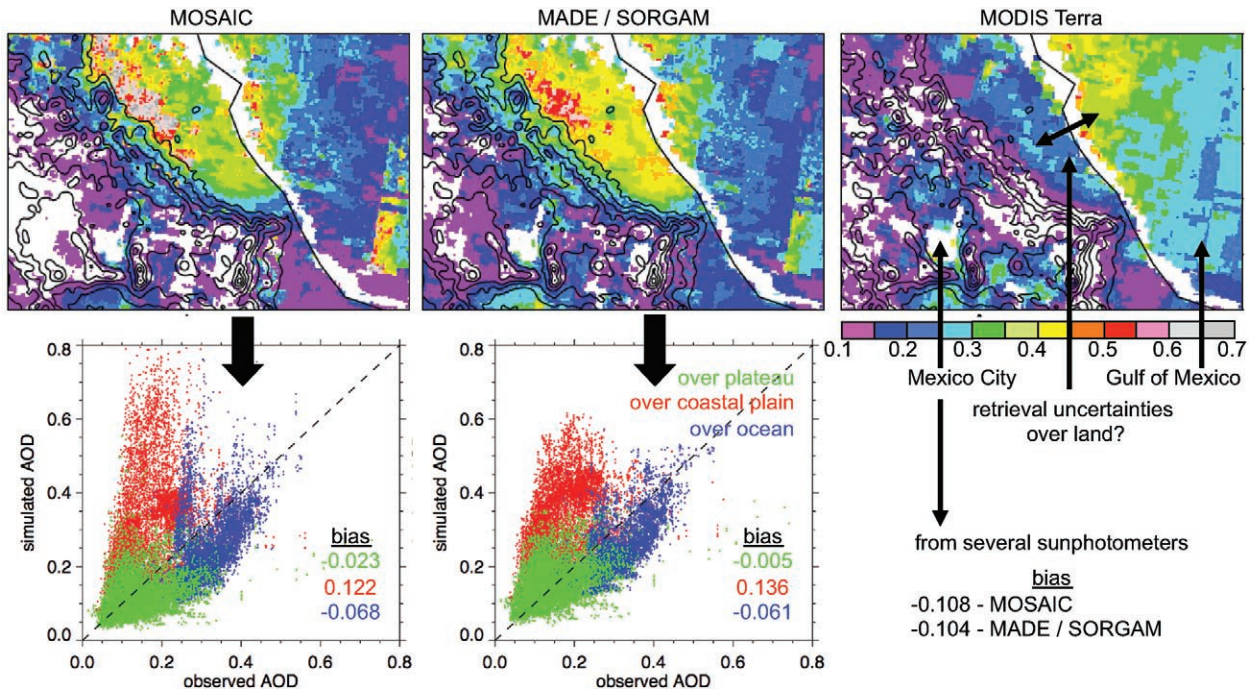 MOSAIC
MADE / SORGAM
MODIS Terra
0.1 0.2 0.3 0.4 0.5 0.6 0.7
Mexico City
Gulf of Mexico
retrieval uncertainties
over land?
from several sunphotometers
bias
-0.108 - MOSAIC
-0.104 - MADE / SORGAM
simulated AOD
0.8
0.6
0.4
0.2
0.0
bias
-0.023
0.122
-0.068
0.0 0.2 0.4 0.6 0.8
observed AOD
simulated AOD
0.8
0.6
0.4
0.2
0.0
over plateau
over coastal plain
over ocean
bias
-0.005
0.136
-0.061
0.0 0.2 0.4 0.6 0.8
observed AOD